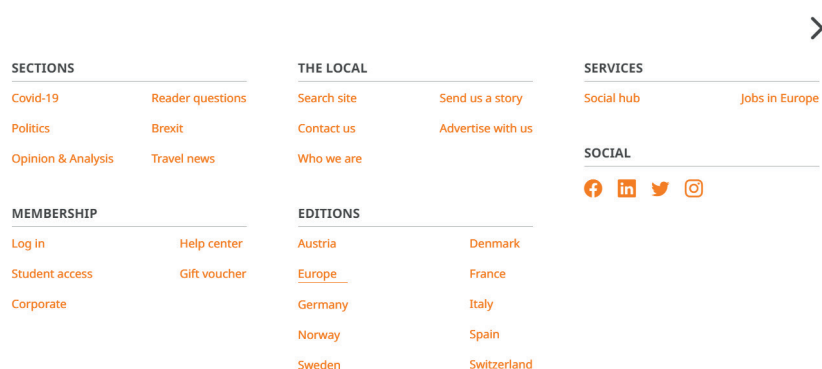 SECTIONS
Covid-19
Reader questions
Politics
Brexit
Opinion & Analysis
Travel news
MEMBERSHIP
Log in
Help center
Student access
Gift voucher
Corporate
THE LOCAL
Search site
Send us a story
Contact us
Advertise with us
Who we are
EDITIONS
Austria
Denmark
Europe
France
Germany
Italy
Norway
Spain
Sweden
Switzerland
SERVICES
Social hub
Jobs in Europe
SOCIAL